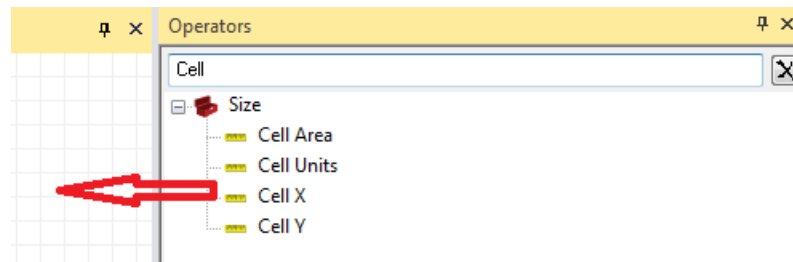 Operators
Cell
Size
Cell Area
Cell Units
Cell X
Cell Y